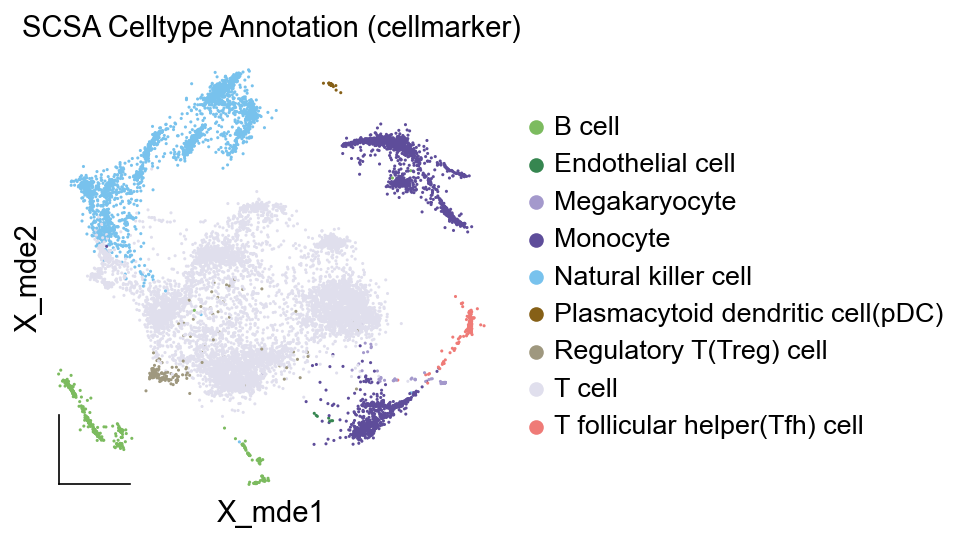 SCSA Celltype Annotation (cellmarker)
B cell
Endothelial cell
Megakaryocyte
Monocyte
Natural killer cell
Plasmacytoid dendritic cell(pDC)
Regulatory T(Treg) cell
T cell
T follicular helper(Tfh) cell
X_mde2
X_mde1